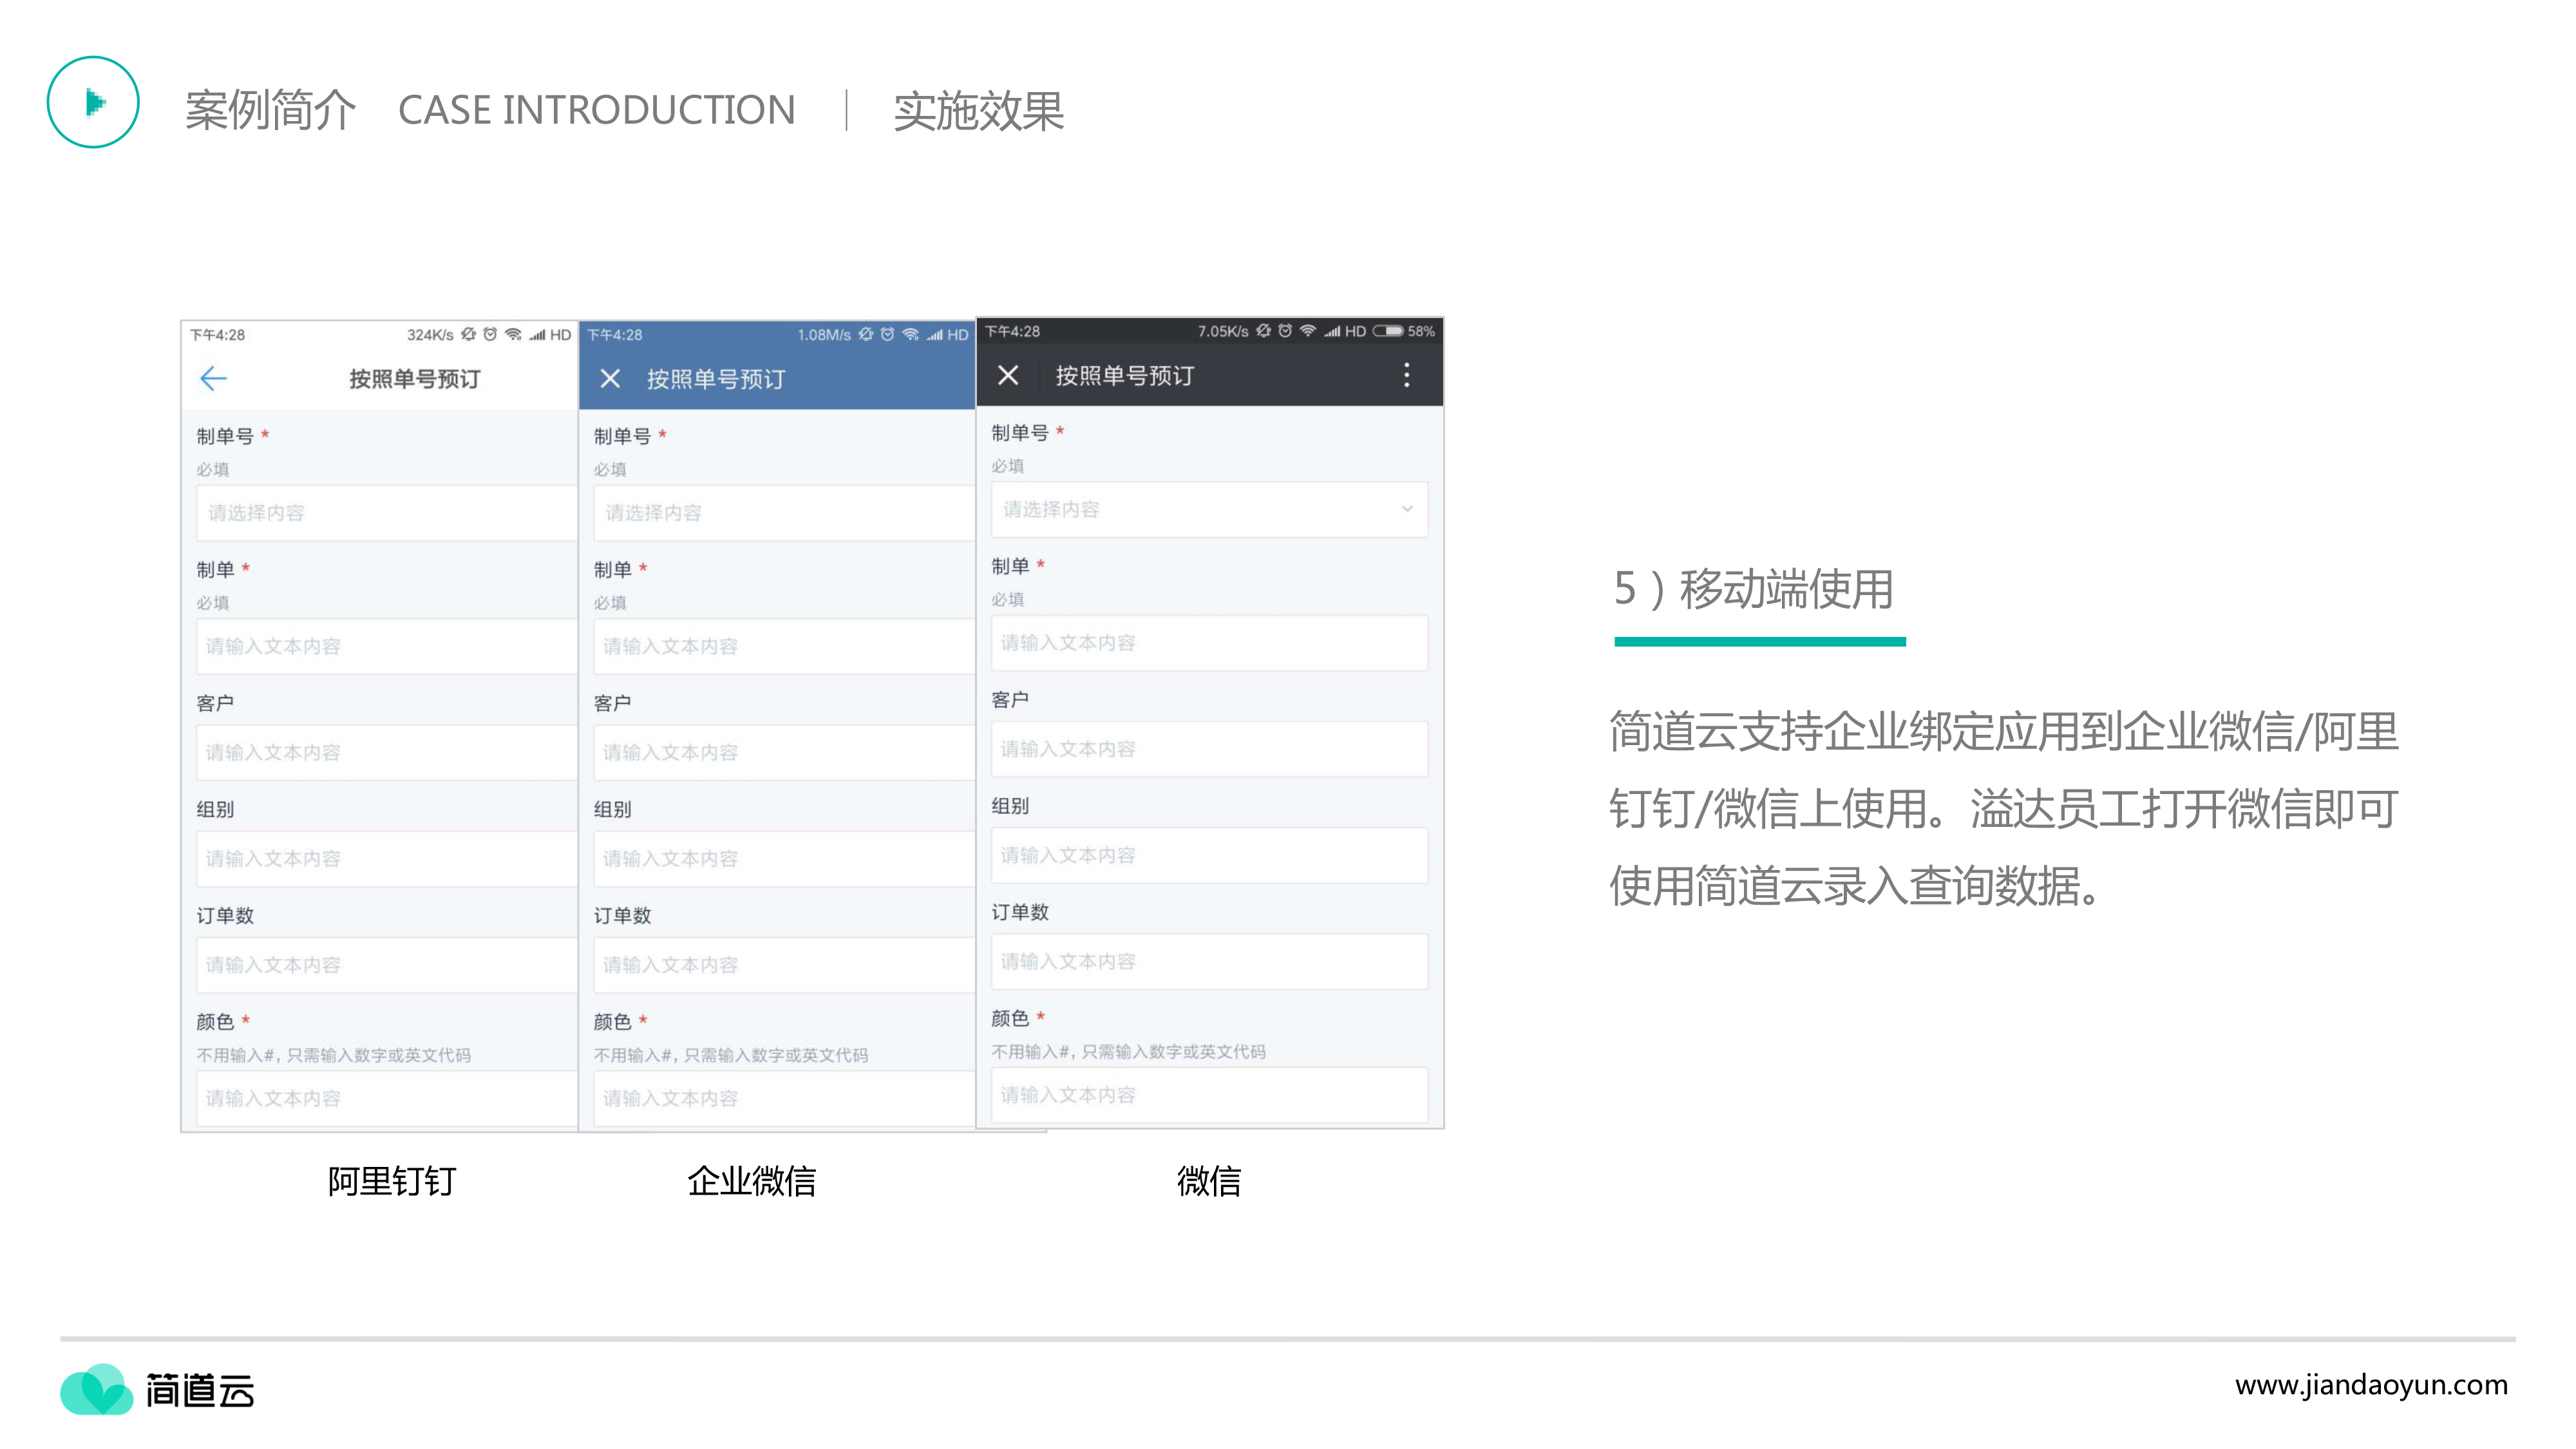 案例简介 CASE INTRODUCTION 实施效果
下午4:28 324K/s HD
按照单号预订
制单号 *
必填
请选择内容
制单 *
必填
请输入文本内容
客户
请输入文本内容
组别
请输入文本内容
订单数
请输入文本内容
颜色 *
不用输入#, 只需输入数字或英文代码
请输入文本内容
阿里钉钉
下午4:28 1.08M/s HD
按照单号预订
制单号 *
必填
请选择内容
制单 *
必填
请输入文本内容
客户
请输入文本内容
组别
请输入文本内容
订单数
请输入文本内容
颜色 *
不用输入#, 只需输入数字或英文代码
请输入文本内容
企业微信
下午4:28 7.05K/s HD 58%
按照单号预订
制单号 *
必填
请选择内容
制单 *
必填
请输入文本内容
客户
请输入文本内容
组别
请输入文本内容
订单数
请输入文本内容
颜色 *
不用输入#, 只需输入数字或英文代码
请输入文本内容
微信
5）移动端使用
简道云支持企业绑定应用到企业微信/阿里
钉钉/微信上使用。溢达员工打开微信即可
使用简道云录入查询数据。
简道云
www.jiandaoyun.com